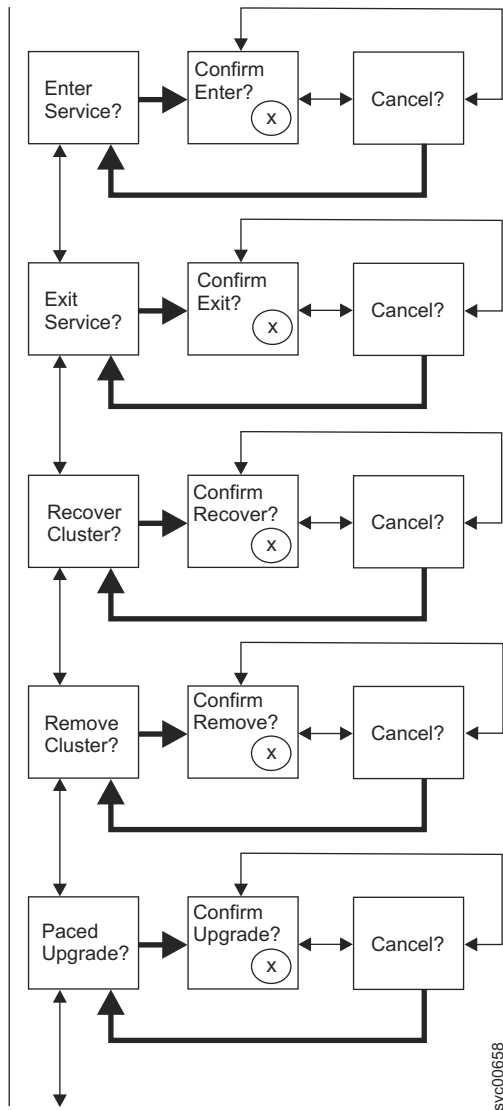 Enter
Service?
Confirm
Enter?
x
Cancel?
Exit
Service?
Confirm
Exit?
x
Cancel?
Recover
Cluster?
Confirm
Recover?
x
Cancel?
Remove
Cluster?
Confirm
Remove?
x
Cancel?
Paced
Upgrade?
Confirm
Upgrade?
x
Cancel?
svc00658